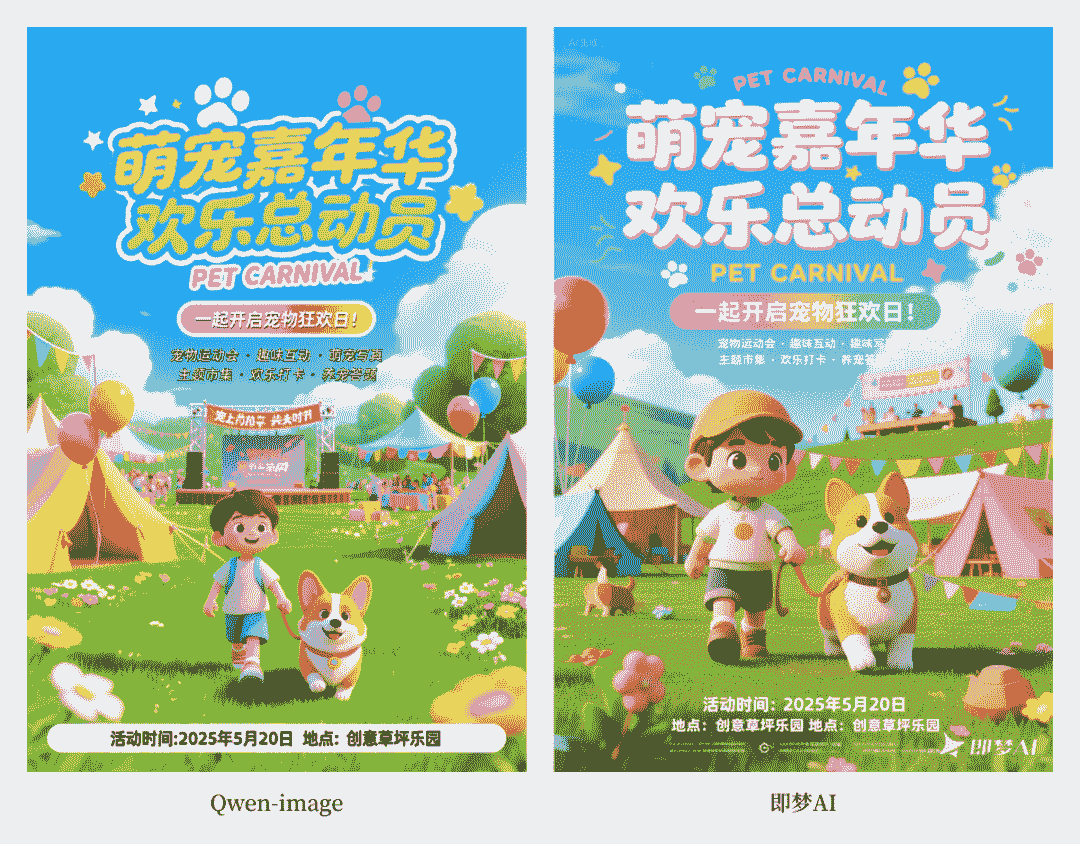 萌宠嘉年华
欢乐总动员
PET CARNIVAL
一起开启宠物狂欢日!
宠物运动会 · 趣味互动 · 萌宠写真
主题市集 · 欢乐打卡 · 养宠答题
活动时间:2025年5月20日 地点: 创意草坪乐园
Qwen-image
PET CARNIVAL
萌宠嘉年华
欢乐总动员
PET CARNIVAL
一起开启宠物狂欢日!
宠物运动会 · 趣味互动 · 趣味写
主题市集 · 欢乐打卡 · 养宠答
活动时间: 2025年5月20日
地点: 创意草坪乐园 地点: 创意草坪乐园
即梦AI
即梦AI